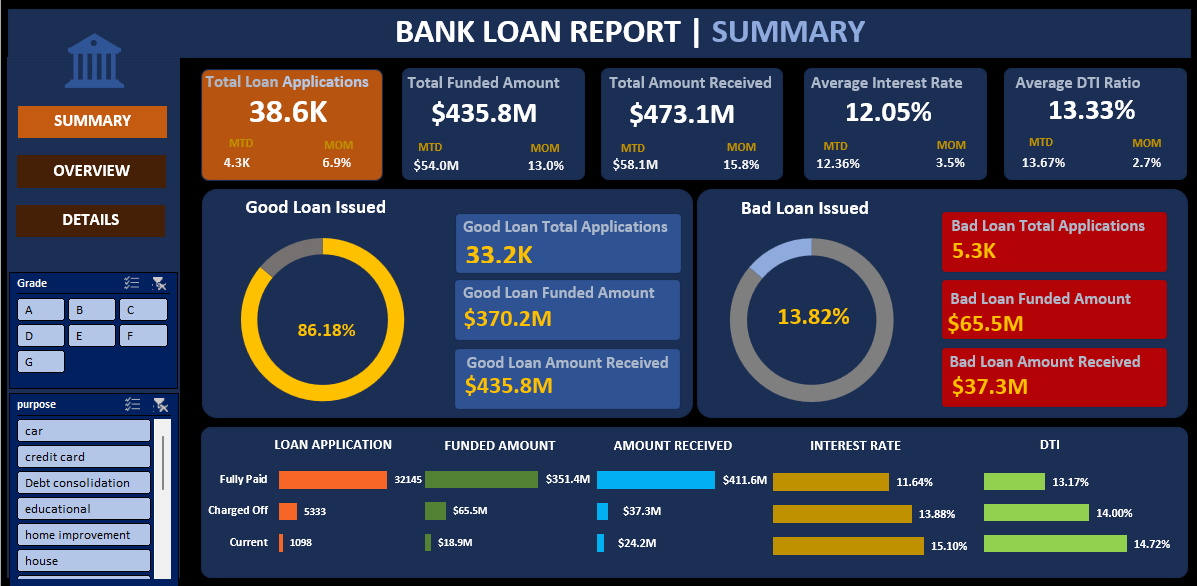 BANK LOAN REPORT | SUMMARY
SUMMARY
OVERVIEW
DETAILS
Grade
A B C
D E F
G
purpose
car
credit card
Debt consolidation
educational
home improvement
house
Total Loan Applications
38.6K
MTD MOM
4.3K 6.9%
Total Funded Amount
$435.8M
MTD MOM
$54.0M 13.0%
Total Amount Received
$473.1M
MTD MOM
$58.1M 15.8%
Average Interest Rate
12.05%
MTD MOM
12.36% 3.5%
Average DTI Ratio
13.33%
MTD MOM
13.67% 2.7%
Good Loan Issued
86.18%
Good Loan Total Applications
33.2K
Good Loan Funded Amount
$370.2M
Good Loan Amount Received
$435.8M
Bad Loan Issued
13.82%
Bad Loan Total Applications
5.3K
Bad Loan Funded Amount
$65.5M
Bad Loan Amount Received
$37.3M
LOAN APPLICATION FUNDED AMOUNT AMOUNT RECEIVED INTEREST RATE DTI
Fully Paid 32145 $351.4M $411.6M 11.64% 13.17%
Charged Off 5333 $65.5M $37.3M 13.88% 14.00%
Current 1098 $18.9M $24.2M 15.10% 14.72%